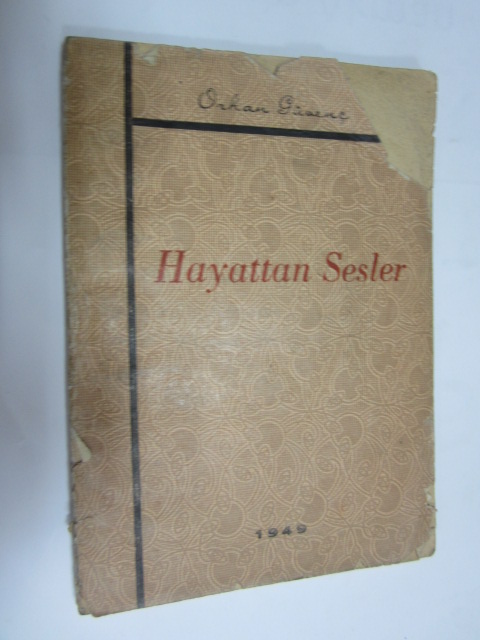 Orhan Güvenç
Hayattan Sesler
1949